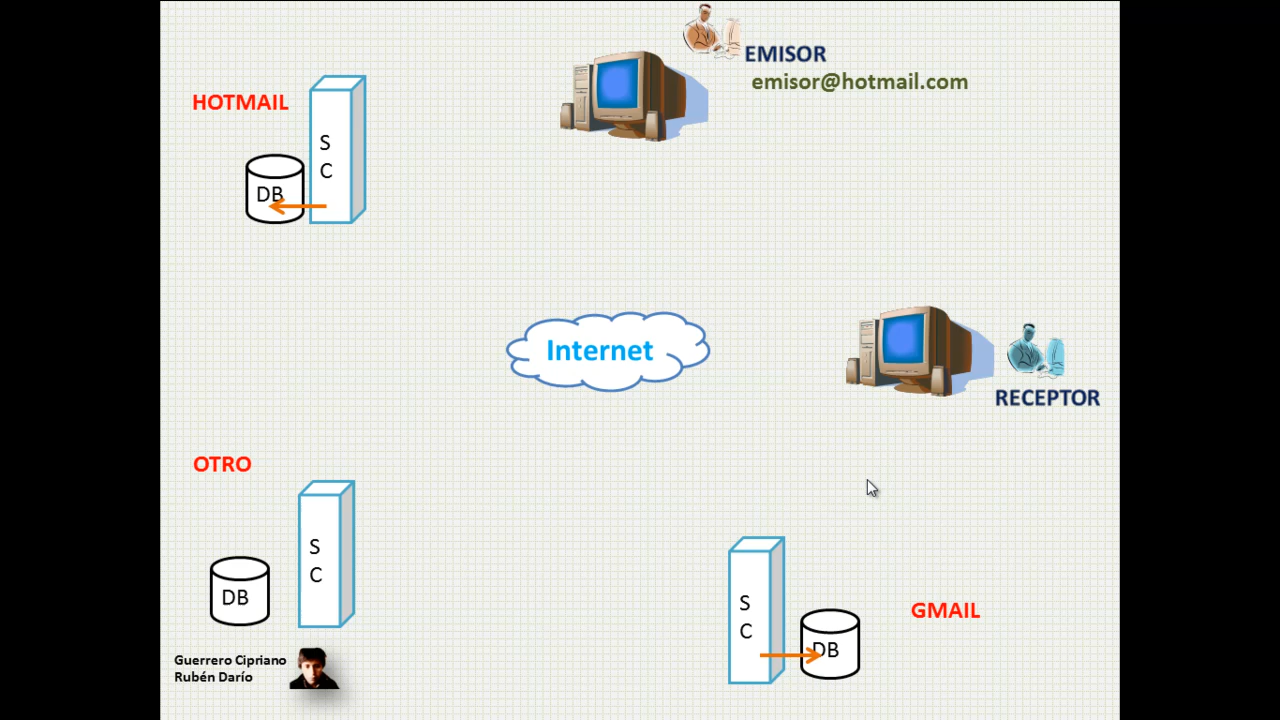 EMISOR
emisor@hotmail.com
HOTMAIL
S
C
DB
Internet
RECEPTOR
OTRO
S
C
DB
S
C
DB
GMAIL
Guerrero Cipriano
Rubén Darío